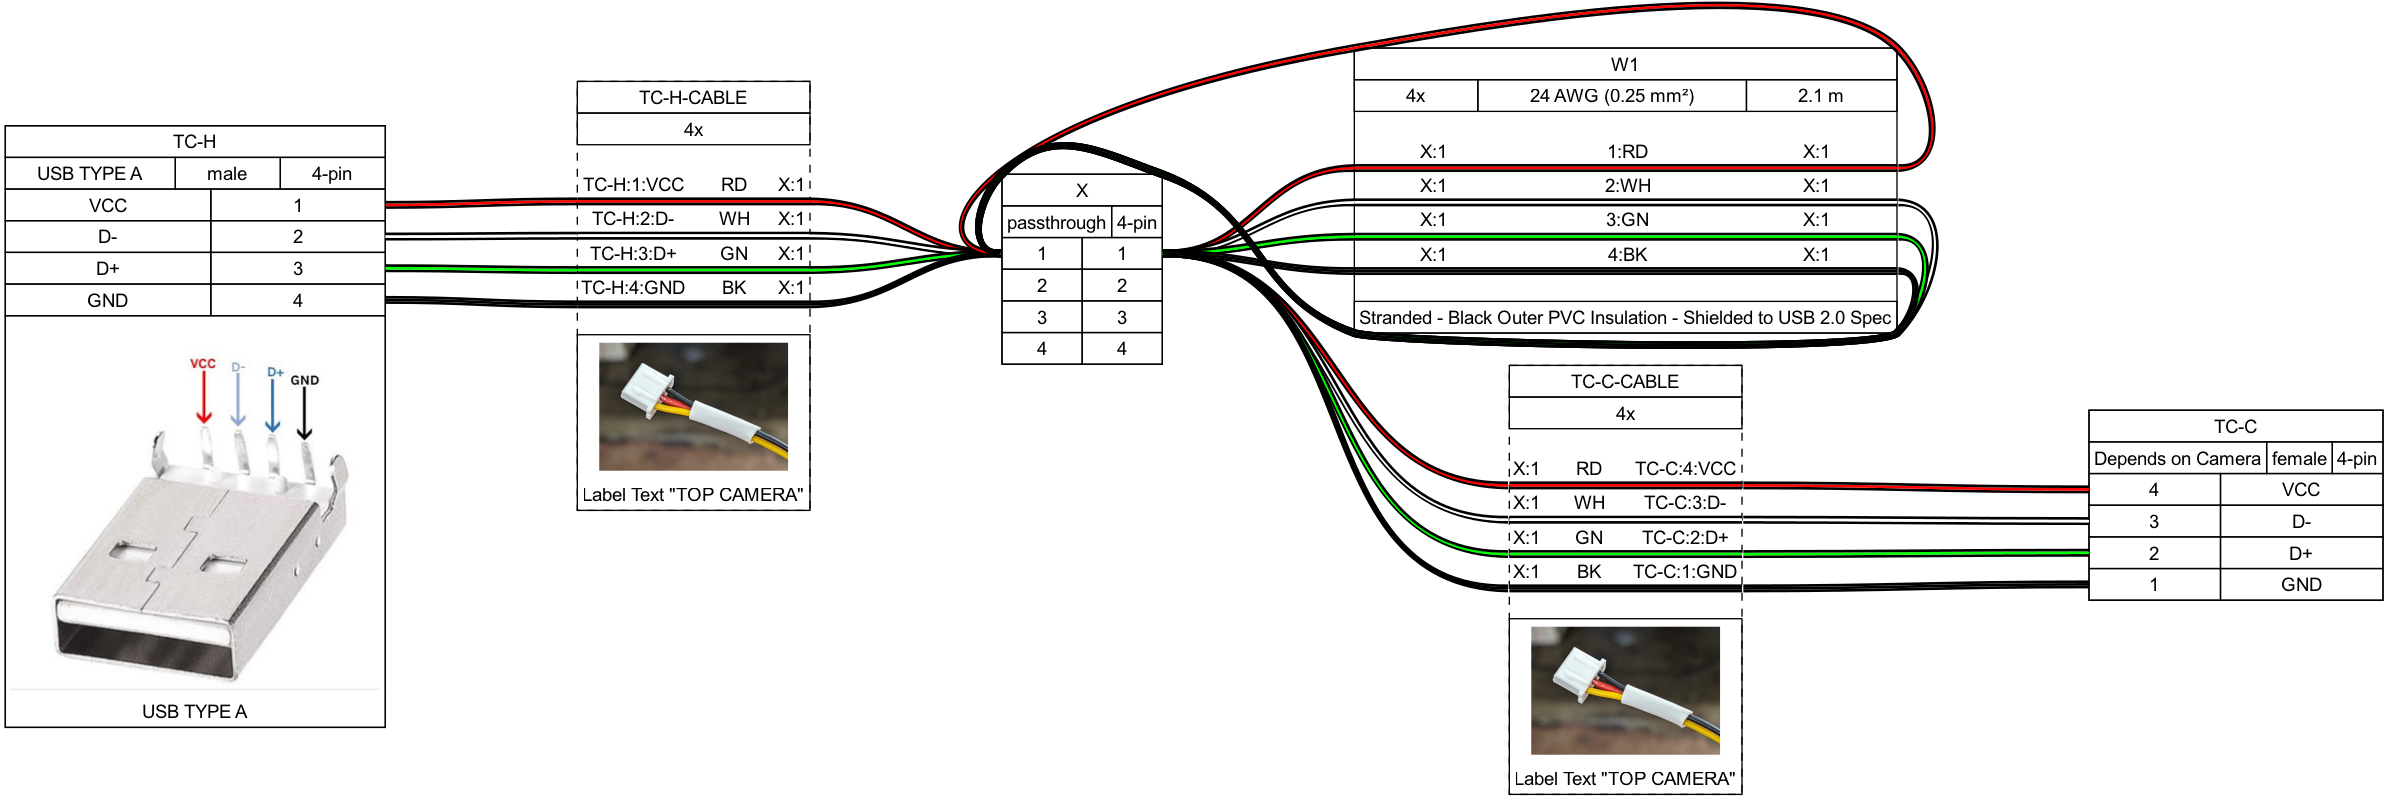 TC-H
USB TYPE A male 4-pin
VCC 1
D- 2
D+ 3
GND 4
VCC D- D+ GND
USB TYPE A
TC-H-CABLE
4x
TC-H:1:VCC RD X:1
TC-H:2:D- WH X:1
TC-H:3:D+ GN X:1
TC-H:4:GND BK X:1
Label Text "TOP CAMERA"
X
passthrough 4-pin
1 1
2 2
3 3
4 4
W1
4x 24 AWG (0.25 mm²) 2.1 m
X:1 1:RD X:1
X:1 2:WH X:1
X:1 3:GN X:1
X:1 4:BK X:1
Stranded - Black Outer PVC Insulation - Shielded to USB 2.0 Spec
TC-C-CABLE
4x
X:1 RD TC-C:4:VCC
X:1 WH TC-C:3:D-
X:1 GN TC-C:2:D+
X:1 BK TC-C:1:GND
Label Text "TOP CAMERA"
TC-C
Depends on Camera female 4-pin
4 VCC
3 D-
2 D+
1 GND